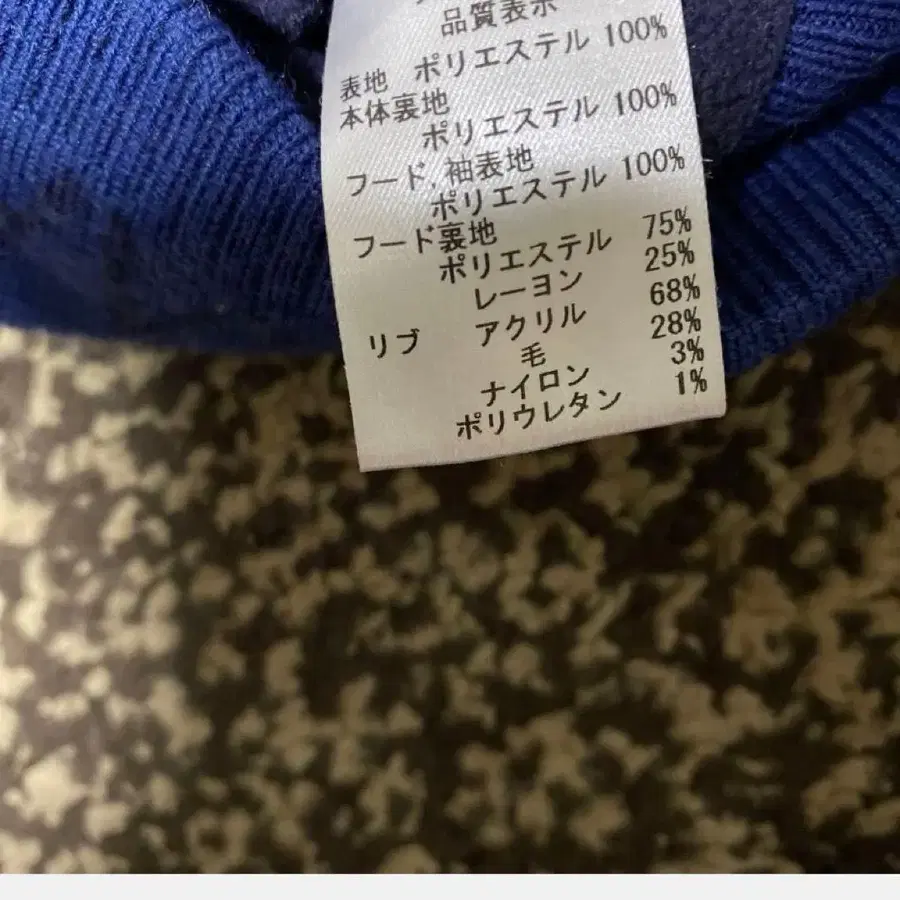 品質表示
表地 ポリエステル 100%
本体裏地
ポリエステル 100%
フード、袖表地
ポリエステル 100%
フード裏地
ポリエステル 75%
レーヨン 25%
リブ アクリル 68%
毛 28%
ナイロン 3%
ポリウレタン 1%